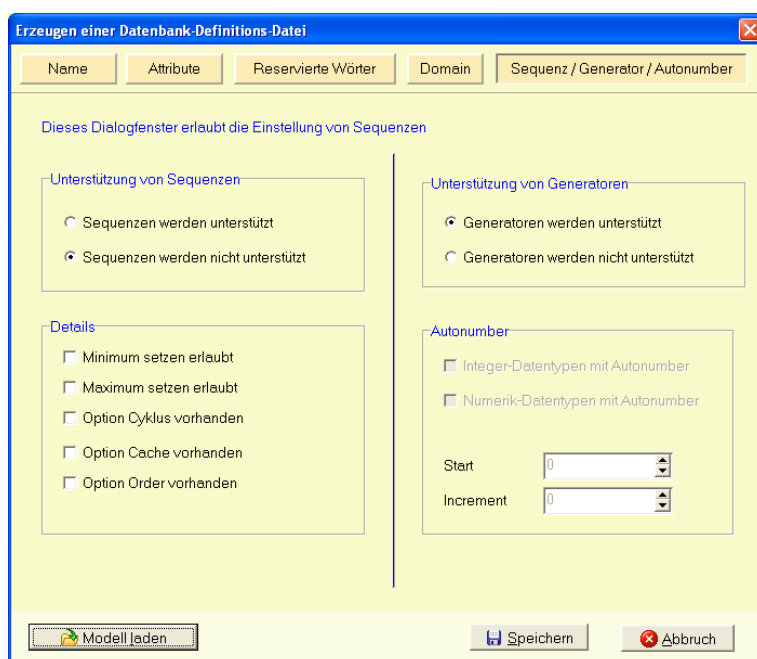 Erzeugen einer Datenbank-Definitions-Datei
Name Attribute Reservierte Wörter Domain Sequenz / Generator / Autonumber
Dieses Dialogfenster erlaubt die Einstellung von Sequenzen
Unterstützung von Sequenzen
Sequenzen werden unterstützt
Sequenzen werden nicht unterstützt
Details
Minimum setzen erlaubt
Maximum setzen erlaubt
Option Cyklus vorhanden
Option Cache vorhanden
Option Order vorhanden
Unterstützung von Generatoren
Generatoren werden unterstützt
Generatoren werden nicht unterstützt
Autonumber
Integer-Datentypen mit Autonumber
Numerik-Datentypen mit Autonumber
Start 0
Increment 0
Modell laden Speichern Abbruch